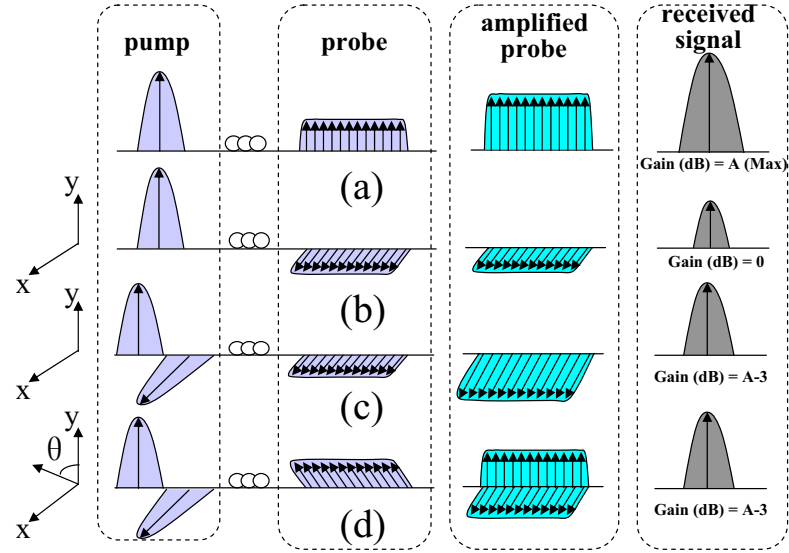 pump
probe
amplified
probe
received
signal
Gain (dB) = A (Max)
(a)
y
x
Gain (dB) = 0
(b)
y
x
Gain (dB) = A-3
(c)
y
θ
x
Gain (dB) = A-3
(d)